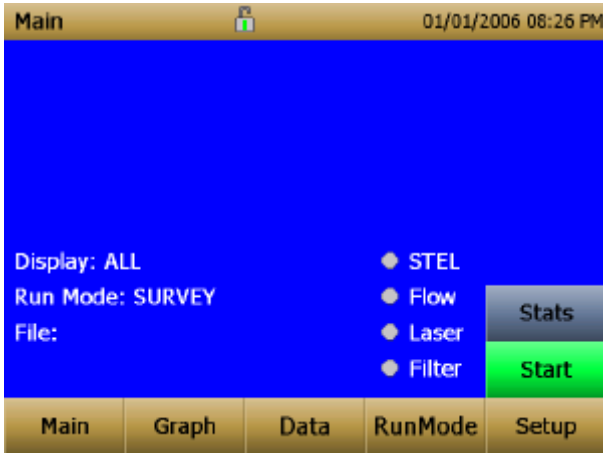 Main 01/01/2006 08:26 PM
Display: ALL
Run Mode: SURVEY
File:
STEL
Flow
Laser
Filter
Stats
Start
Main Graph Data RunMode Setup